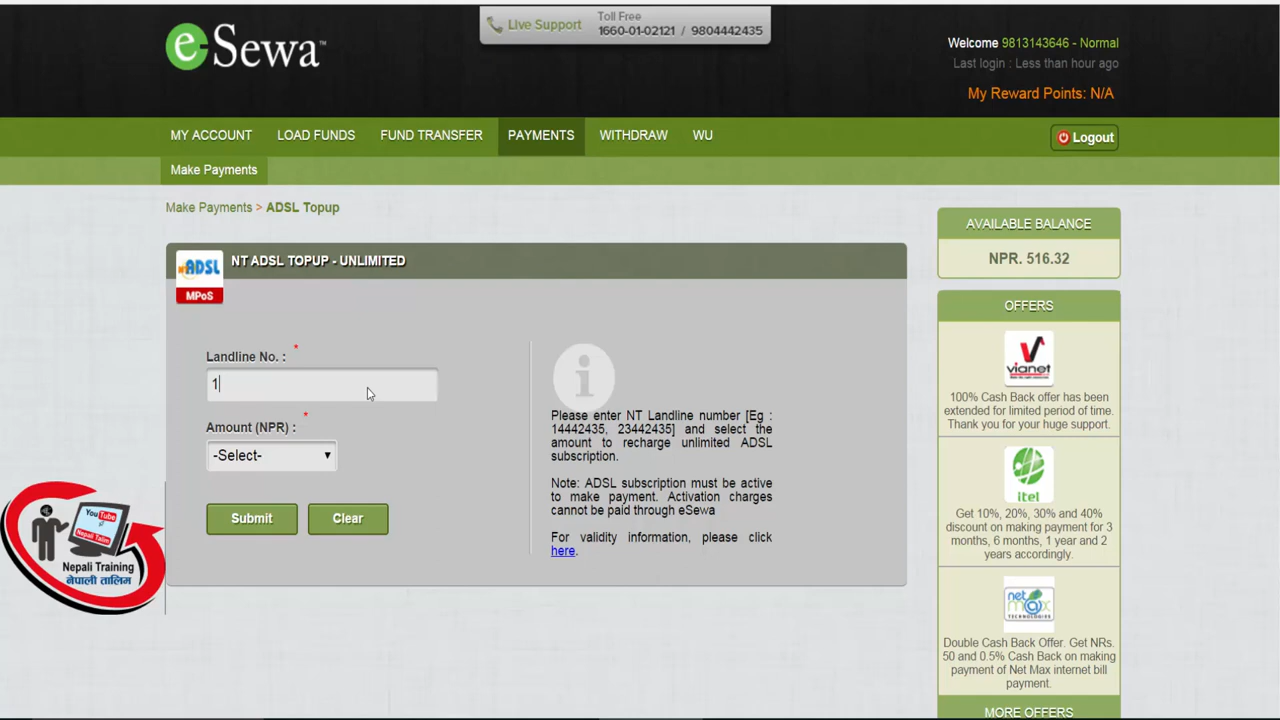 e-Sewa™
Live Support
Toll Free
1660-01-02121 / 9804442435
Welcome 9813143646 - Normal
Last login : Less than hour ago
My Reward Points: N/A
MY ACCOUNT
LOAD FUNDS
FUND TRANSFER
PAYMENTS
WITHDRAW
WU
Logout
Make Payments
Make Payments > ADSL Topup
ADSL
MPoS
NT ADSL TOPUP - UNLIMITED
Landline No. : *
1
Amount (NPR) : *
-Select-
Submit
Clear
i
Please enter NT Landline number [Eg :
14442435, 23442435] and select the
amount to recharge unlimited ADSL
subscription.
Note: ADSL subscription must be active
to make payment. Activation charges
cannot be paid through eSewa
For validity information, please click
here.
AVAILABLE BALANCE
NPR. 516.32
OFFERS
vianet
100% Cash Back offer has been
extended for limited period of time.
Thank you for your huge support.
itel
Get 10%, 20%, 30% and 40%
discount on making payment for 3
months, 6 months, 1 year and 2
years accordingly.
net max
TECHNOLOGIES
Double Cash Back Offer. Get NRs.
50 and 0.5% Cash Back on making
payment of Net Max internet bill
payment.
MORE OFFERS
YouTube
Nepali Talim
Nepali Training
नेपाली तालिम